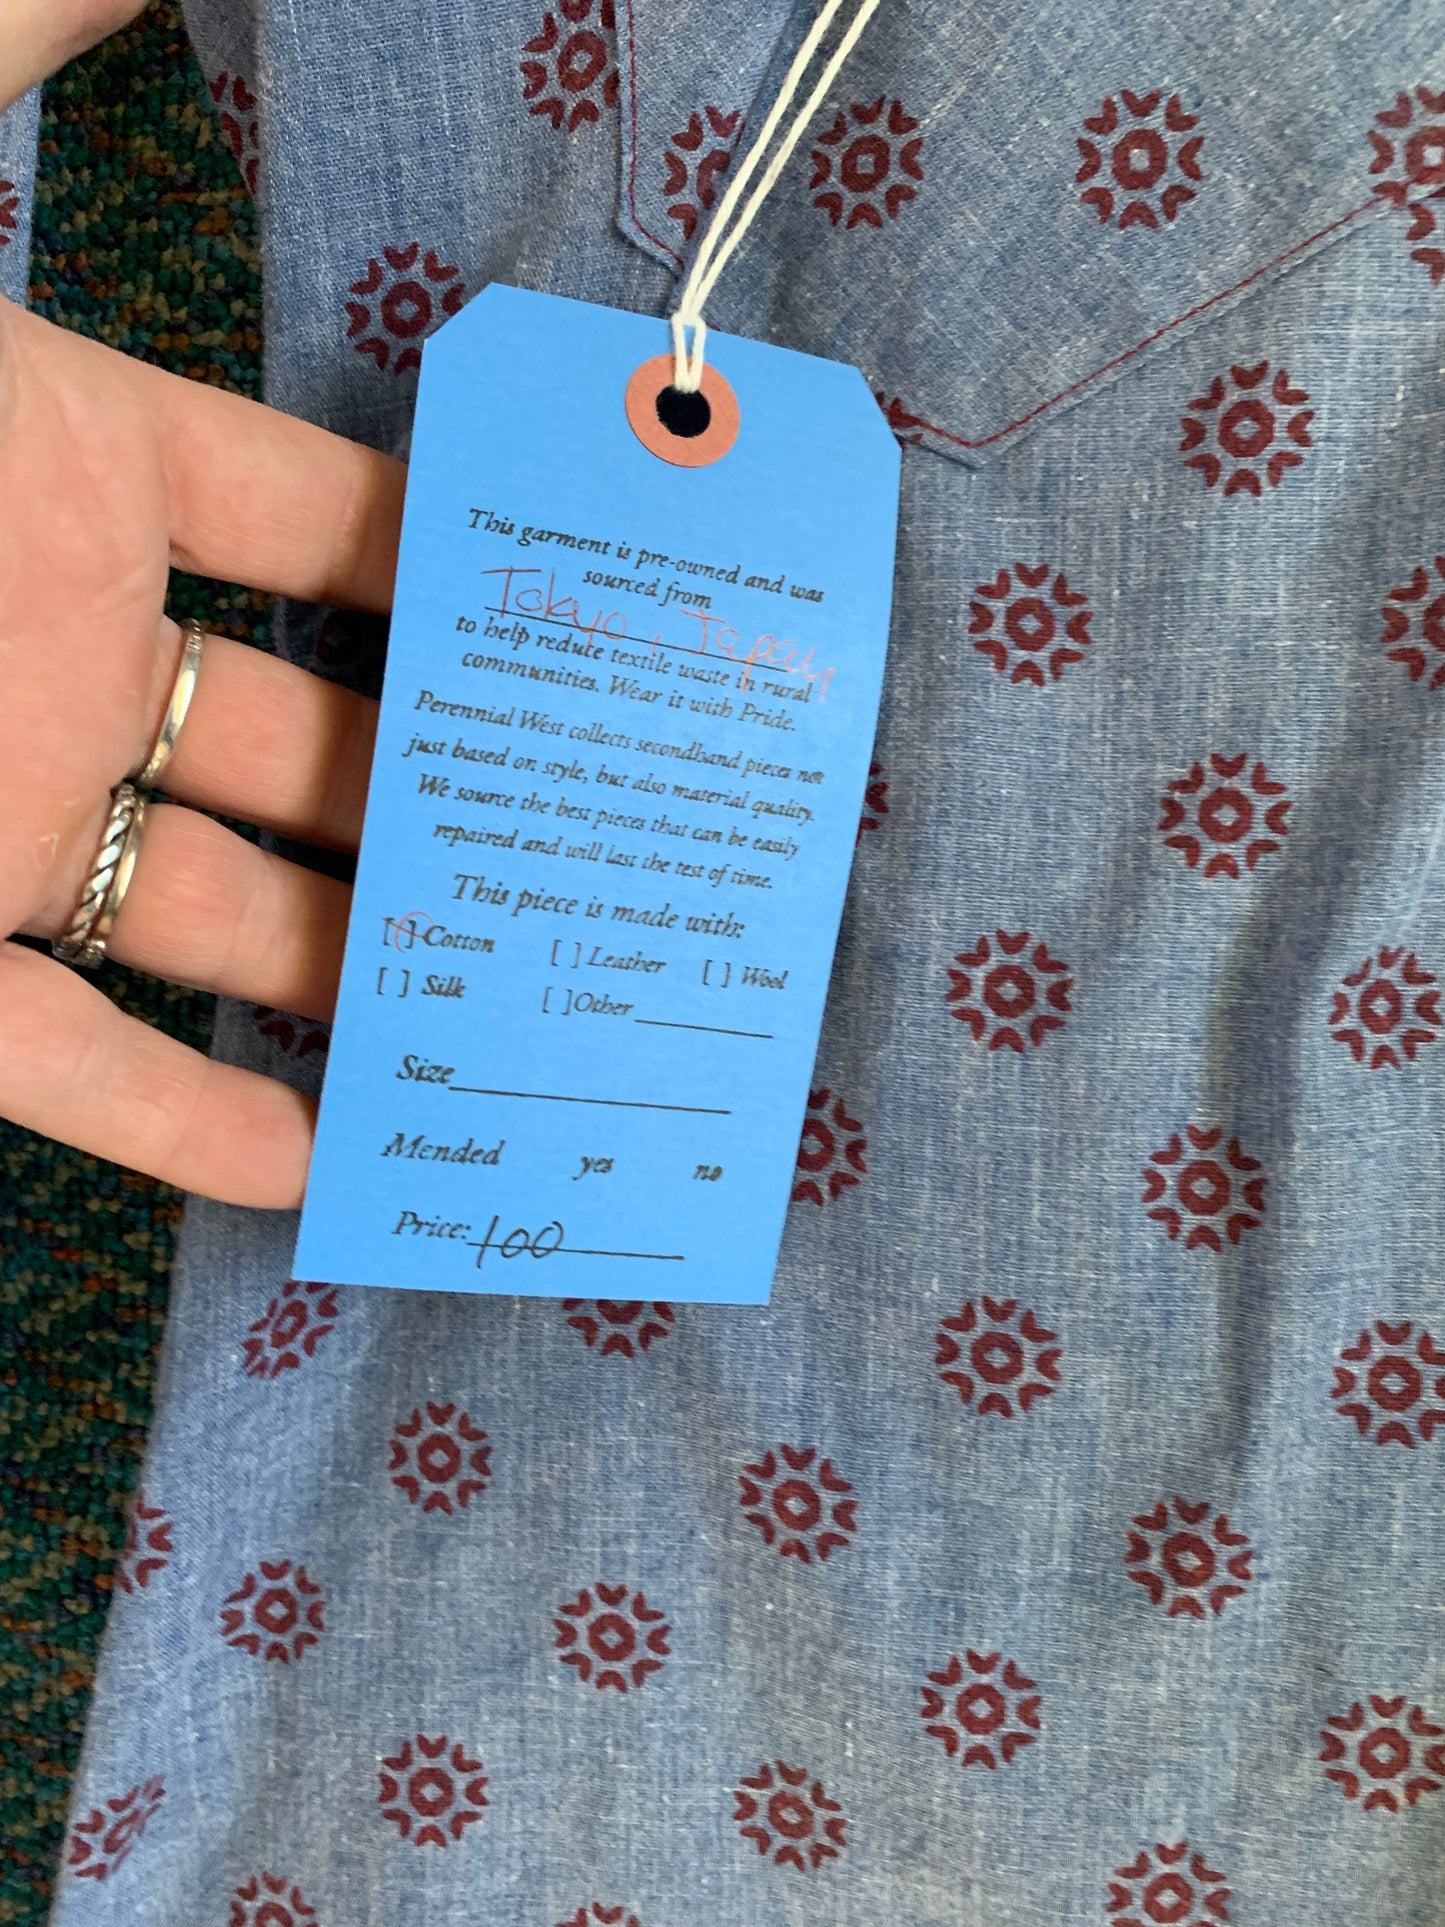 This garment is pre-owned and was
sourced from
Tokyo, Japan
to help reduce textile waste in rural
communities. Wear it with Pride.
Perennial West collects secondhand pieces not
just based on style, but also material quality.
We source the best pieces that can be easily
repaired and will last the test of time.
This piece is made with:
[ ] Cotton [ ] Leather [ ] Wool
[ ] Silk [ ]Other
Size
Mended yes no
Price: 100